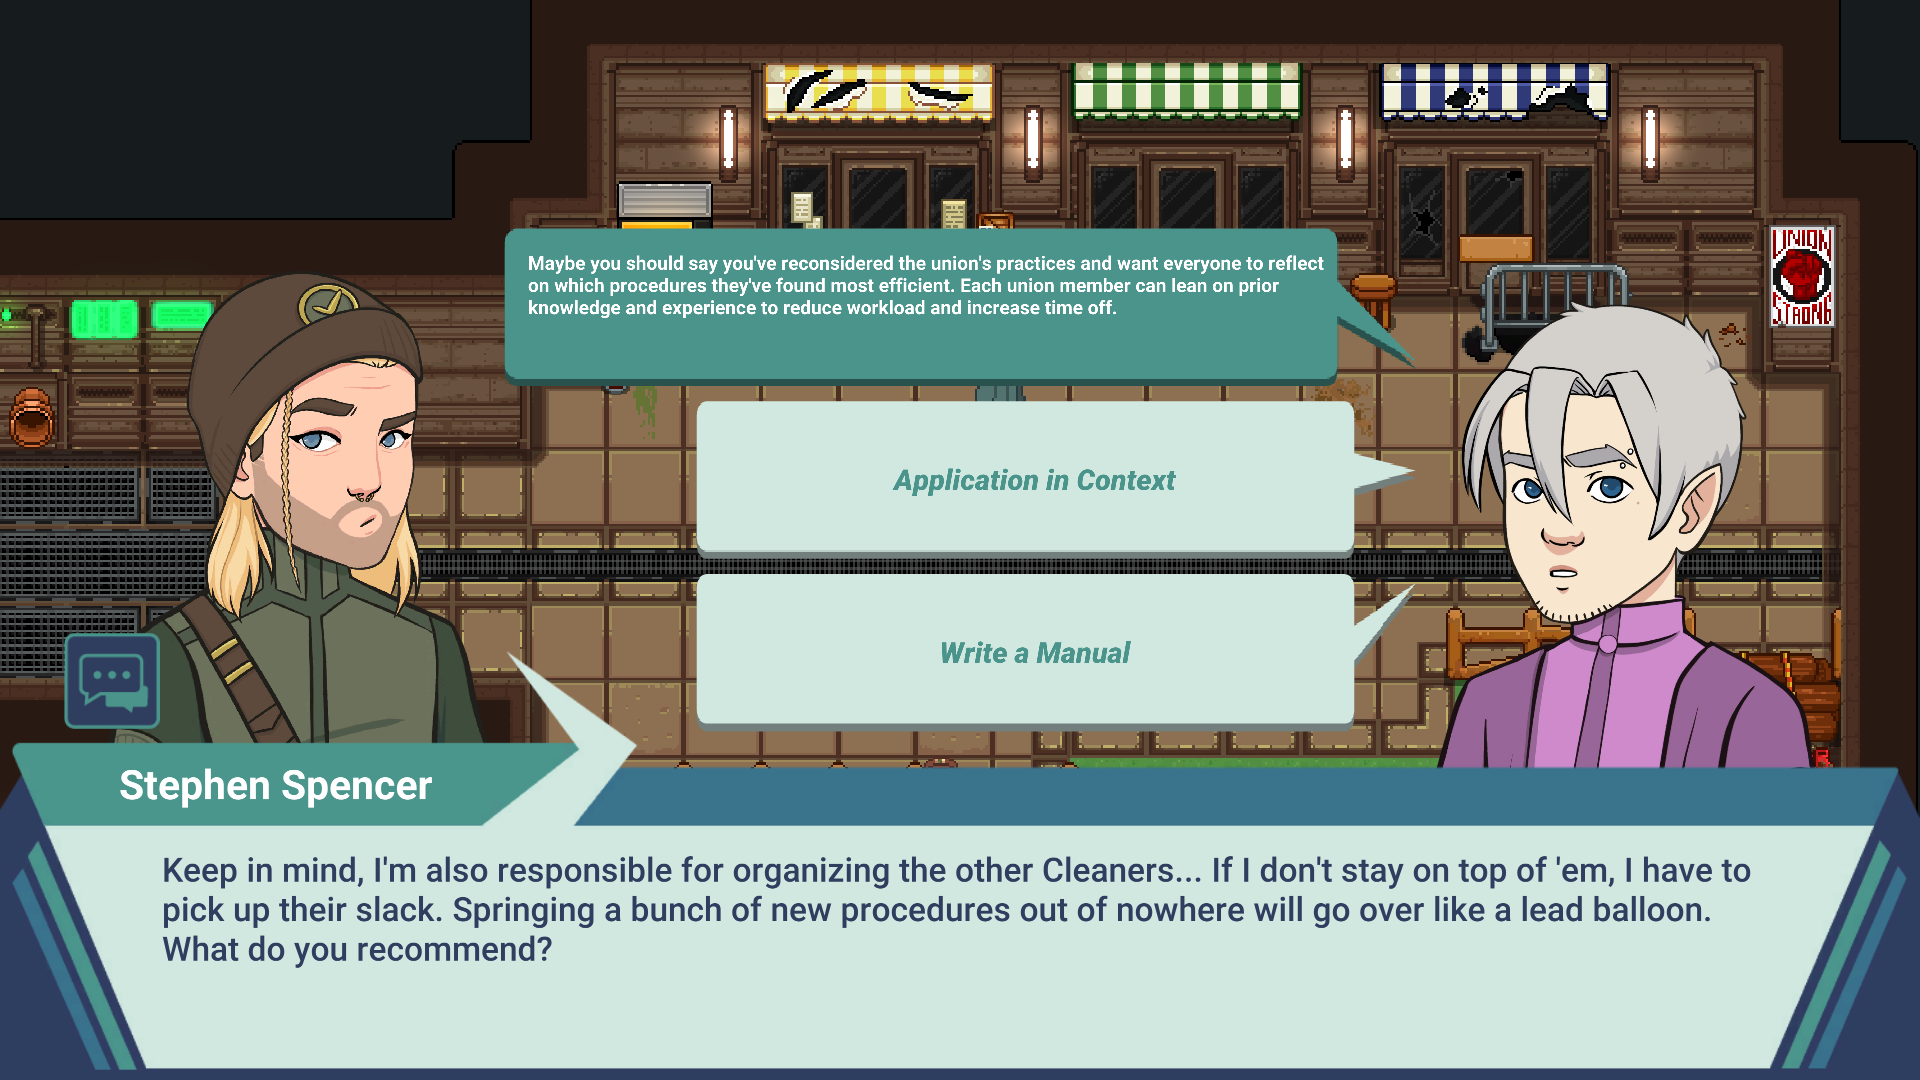 UNION
STRONG
Maybe you should say you've reconsidered the union's practices and want everyone to reflect
on which procedures they've found most efficient. Each union member can lean on prior
knowledge and experience to reduce workload and increase time off.
Application in Context
Write a Manual
Stephen Spencer
Keep in mind, I'm also responsible for organizing the other Cleaners... If I don't stay on top of 'em, I have to
pick up their slack. Springing a bunch of new procedures out of nowhere will go over like a lead balloon.
What do you recommend?